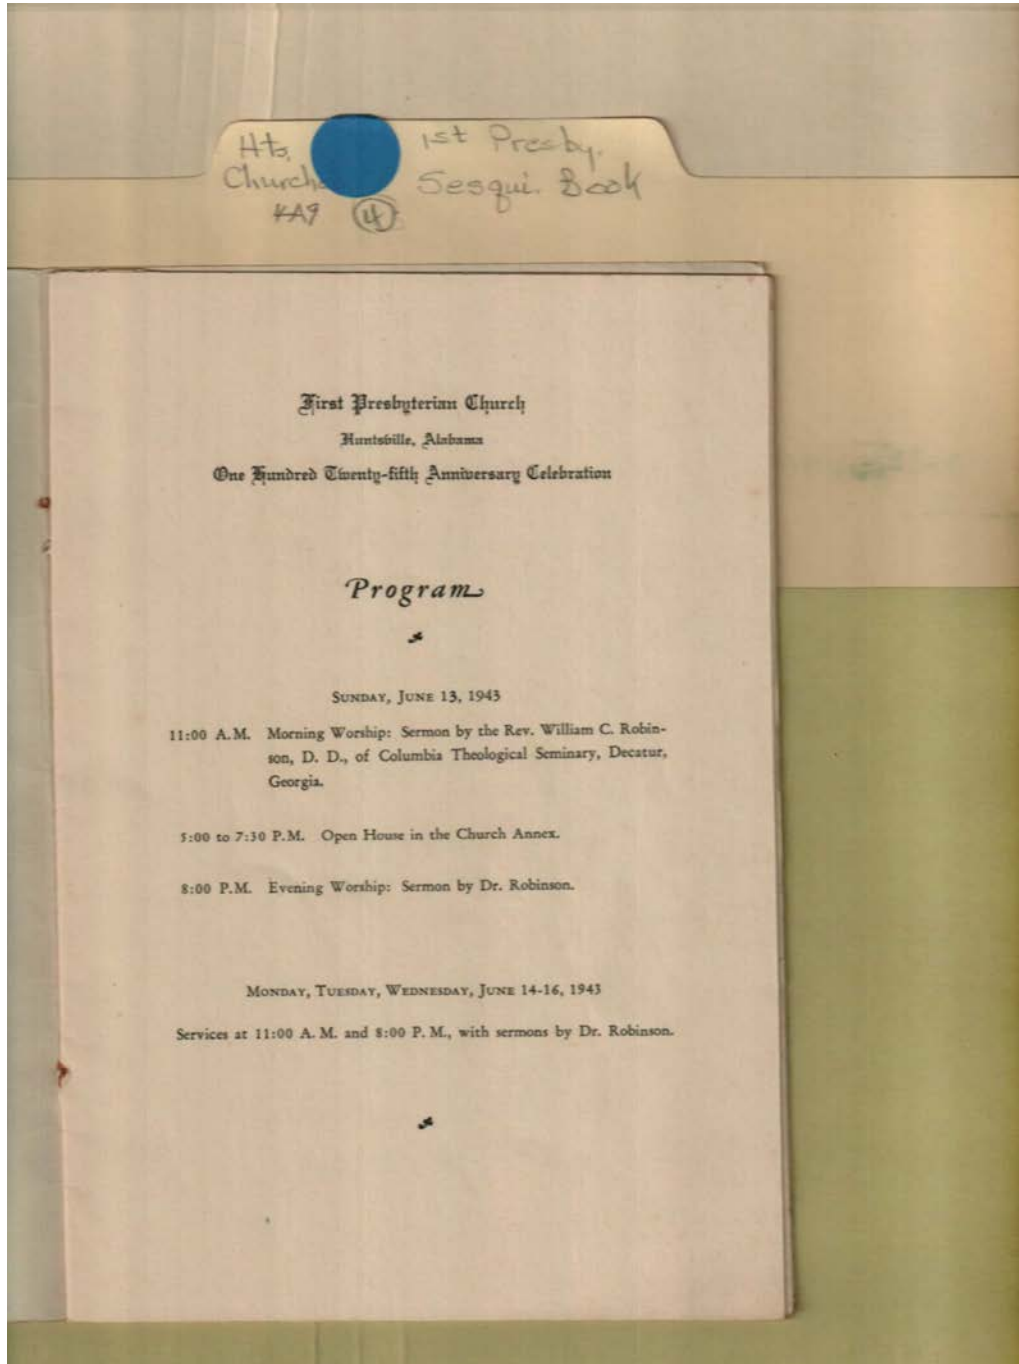 Hts. 1st Presby.
Church Sesqui. Book
4A9 4
First Presbyterian Church
Huntsville, Alabama
One Hundred Twenty-fifth Anniversary Celebration
Program
SUNDAY, JUNE 13, 1943
11:00 A.M. Morning Worship: Sermon by the Rev. William C. Robin-
son, D. D., of Columbia Theological Seminary, Decatur,
Georgia.
5:00 to 7:30 P.M. Open House in the Church Annex.
8:00 P.M. Evening Worship: Sermon by Dr. Robinson.
MONDAY, TUESDAY, WEDNESDAY, JUNE 14-16, 1943
Services at 11:00 A. M. and 8:00 P. M., with sermons by Dr. Robinson.